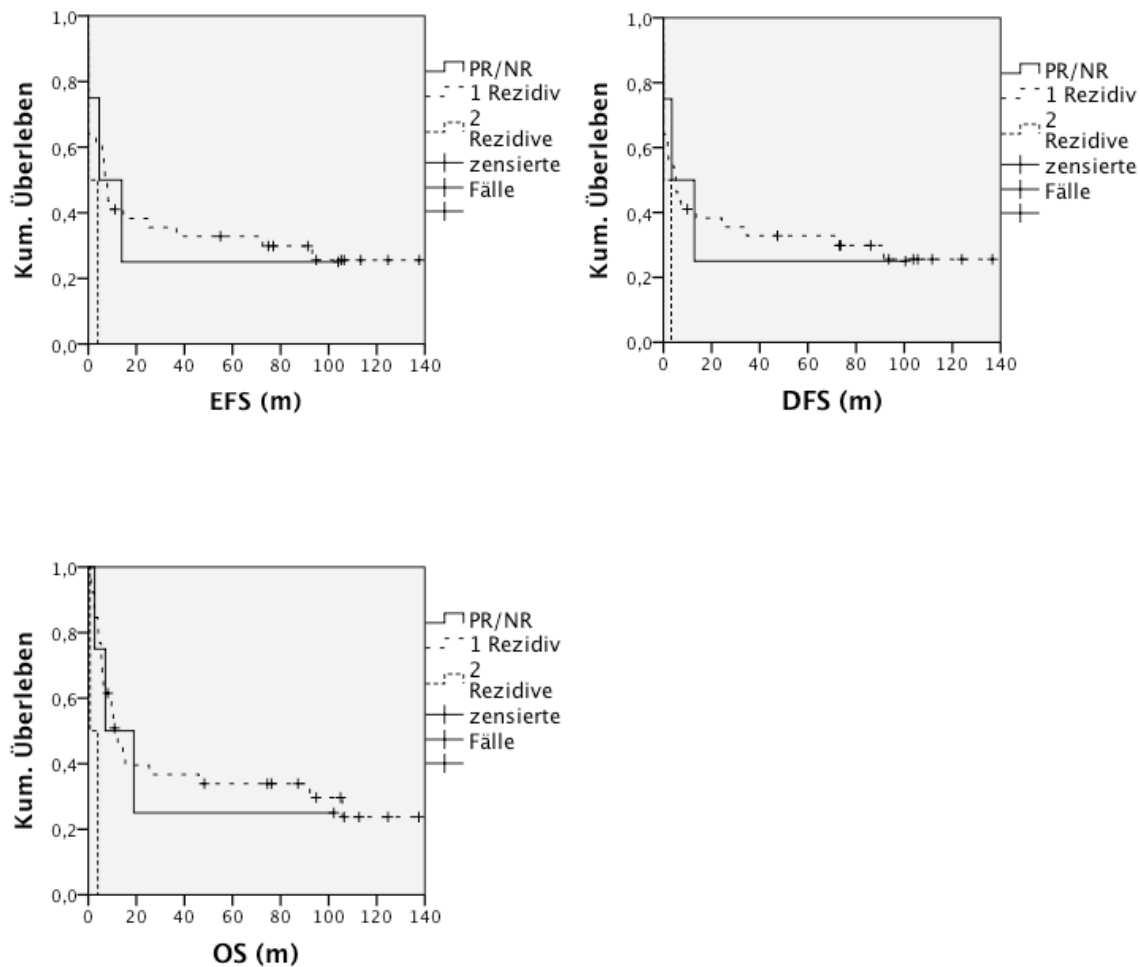 1,0
0,8
0,6
0,4
0,2
0,0
Kum. Überleben
0 20 40 60 80 100 120 140
EFS (m)
PR/NR
1 Rezidiv
2
Rezidive
zensierte
Fälle
1,0
0,8
0,6
0,4
0,2
0,0
Kum. Überleben
0 20 40 60 80 100 120 140
DFS (m)
PR/NR
1 Rezidiv
2
Rezidive
zensierte
Fälle
1,0
0,8
0,6
0,4
0,2
0,0
Kum. Überleben
0 20 40 60 80 100 120 140
OS (m)
PR/NR
1 Rezidiv
2
Rezidive
zensierte
Fälle